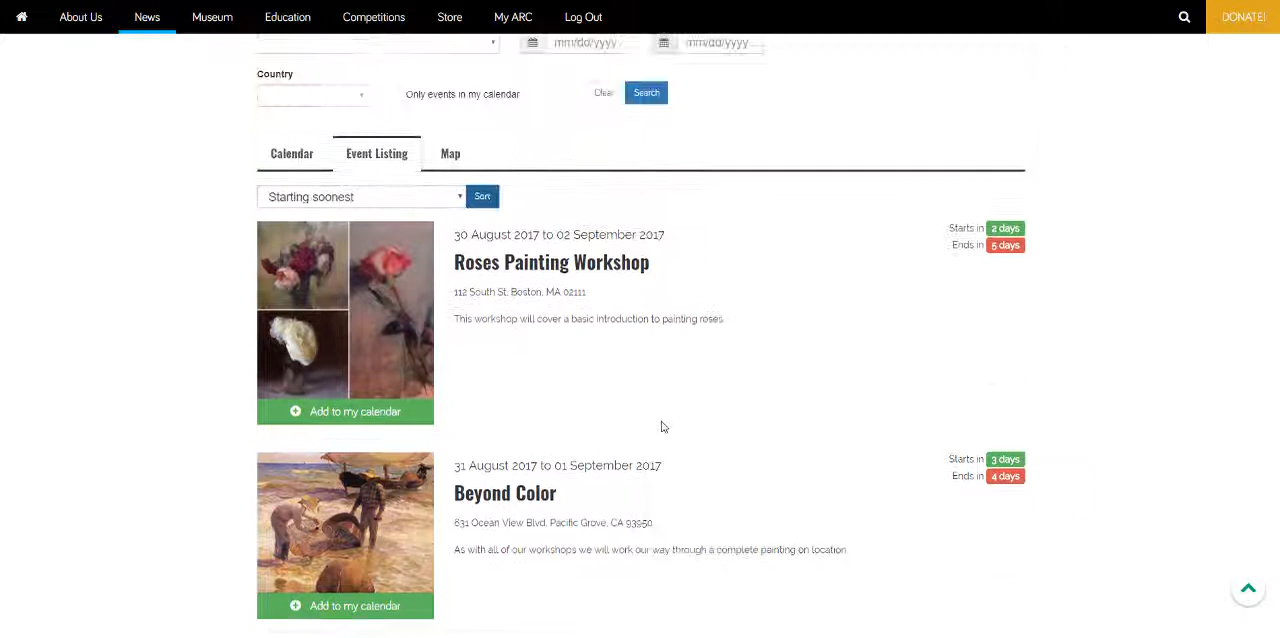 About Us News Museum Education Competitions Store My ARC Log Out DONATE!
mm/dd/yyyy mm/dd/yyyy
Country
Only events in my calendar Clear Search
Calendar Event Listing Map
Starting soonest Sort
30 August 2017 to 02 September 2017
Starts in 2 days
Ends in 5 days
Roses Painting Workshop
112 South St, Boston, MA 02111
This workshop will cover a basic introduction to painting roses.
Add to my calendar
31 August 2017 to 01 September 2017
Starts in 3 days
Ends in 4 days
Beyond Color
631 Ocean View Blvd, Pacific Grove, CA 93950
As with all of our workshops we will work our way through a complete painting on location
Add to my calendar